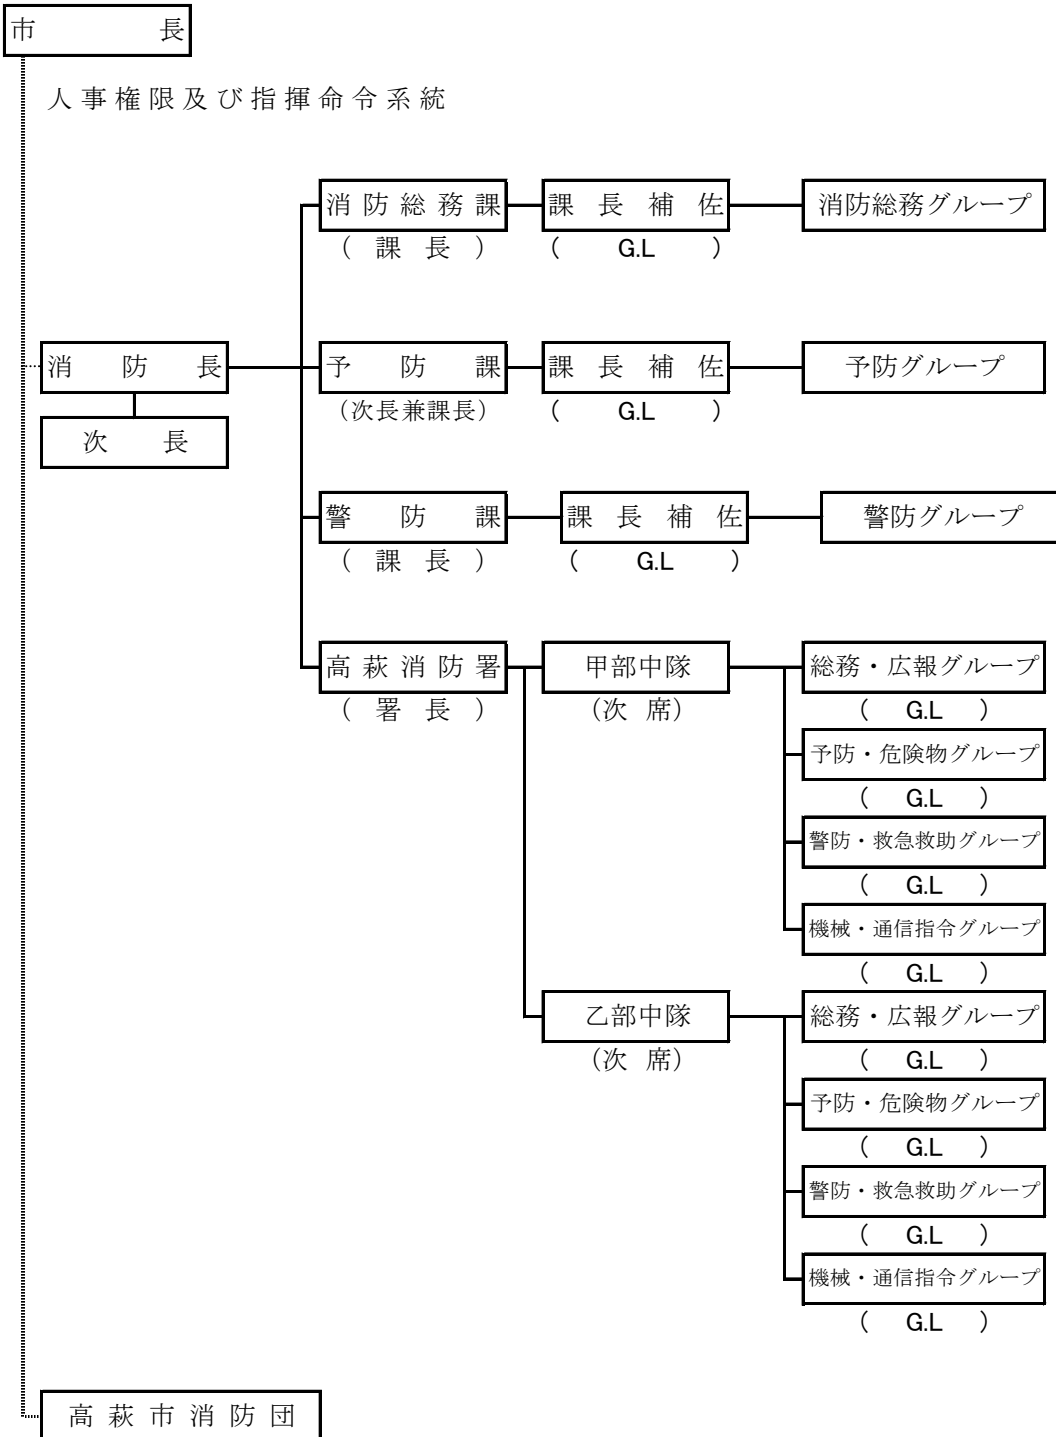 市長
人事権限及び指揮命令系統
消防総務課 課長補佐 消防総務グループ
(課長) (G.L)
消防長 予防課 課長補佐 予防グループ
(次長兼課長) (G.L)
次長
警防課 課長補佐 警防グループ
(課長) (G.L)
高萩消防署 甲部中隊 総務・広報グループ
(署長) (次席) (G.L)
予防・危険物グループ
(G.L)
警防・救急救助グループ
(G.L)
機械・通信指令グループ
(G.L)
乙部中隊 総務・広報グループ
(次席) (G.L)
予防・危険物グループ
(G.L)
警防・救急救助グループ
(G.L)
機械・通信指令グループ
(G.L)
高萩市消防団